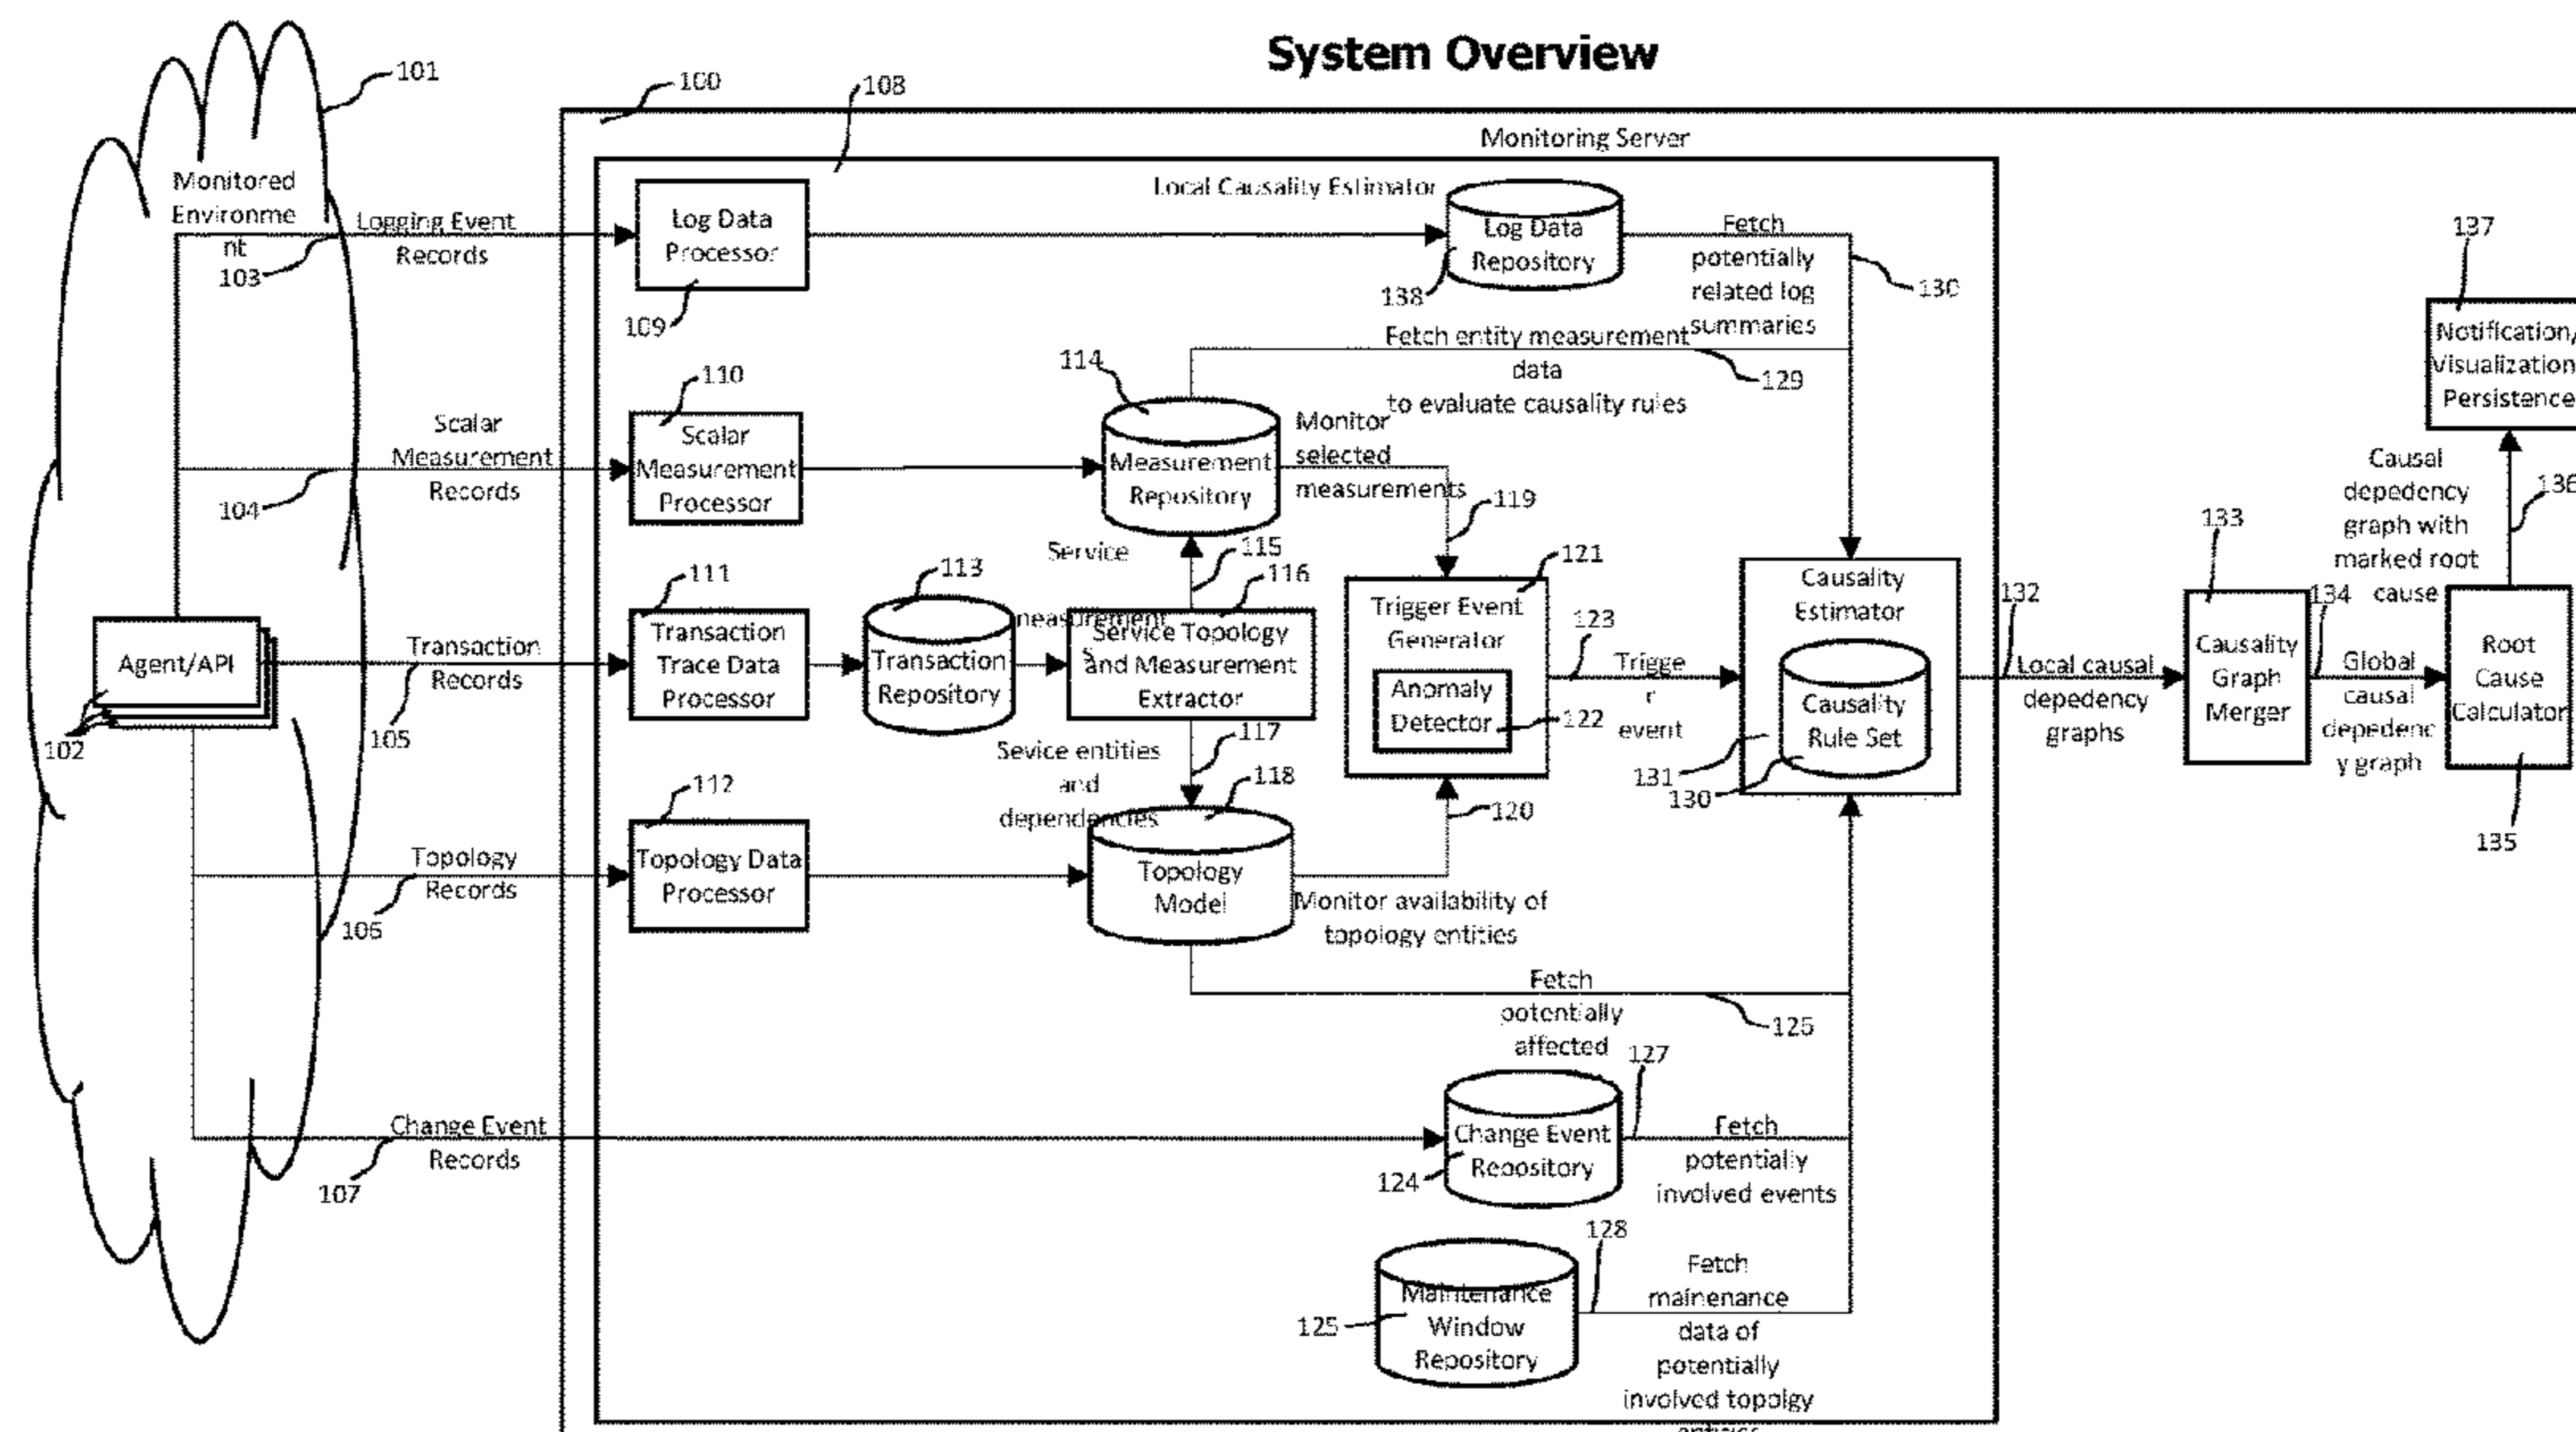 System Overview
101
100
108
Monitoring Server
Monitored
Environme
nt
103
Logging Event
Records
Log Data
Processor
109
Local Causality Estimator
Log Data
Repository
138
Fetch
potentially
related log
summaries
130
137
Notification/
Visualization
Persistence
114
Fetch entity measurement
data
to evaluate causality rules
129
110
Scalar
Measurement
Records
104
Scalar
Measurement
Processor
Measurement
Repository
Monitor
selected
measurements
119
Causal
depedency
graph with
marked root
cause
136
Service
measurement
s
115
116
111
113
121
133
Agent/API
102
Transaction
Records
105
Transaction
Trace Data
Processor
Transaction
Repository
Service Topology
and Measurement
Extractor
Trigger Event
Generator
Anomaly
Detector
122
123
Trigge
r
event
Causality
Estimator
Causality
Rule Set
131
130
132
Local causal
depedency
graphs
Causality
Graph
Merger
134
Global
causal
depedenc
y graph
Root
Cause
Calculator
135
117
Sevice entities
and
dependencies
118
112
120
Topology
Records
106
Topology Data
Processor
Topology
Model
Monitor availability of
topology entities
Fetch
potentially
affected
126
127
Change Event
Records
107
Change Event
Repository
124
Fetch
potentially
involved events
128
Maintenance
Window
Repository
125
Fetch
mainenance
data of
potentially
involved topolgy